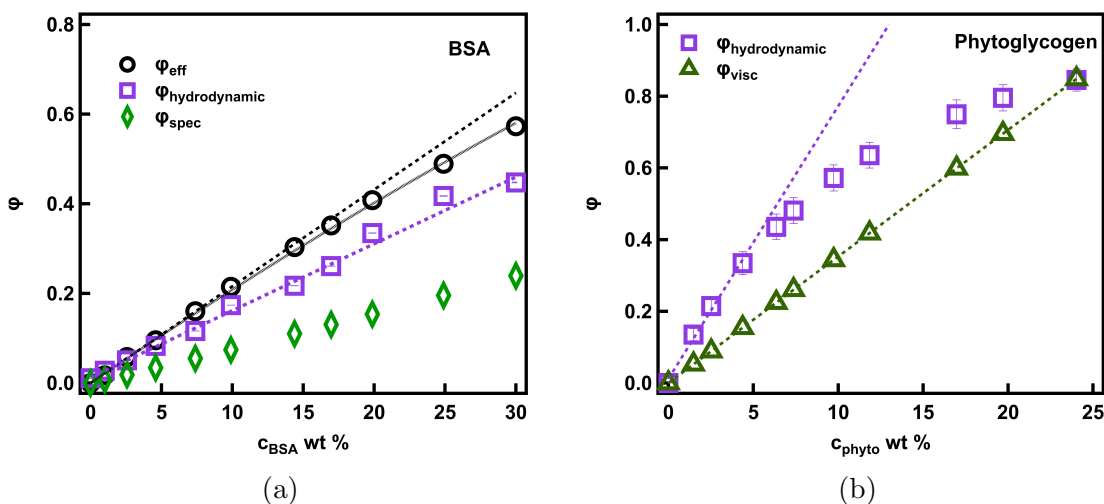 0.8
0.6
0.4
0.2
0.0
φ
BSA
φeff
φhydrodynamic
φspec
0 5 10 15 20 25 30
cBSA wt %
(a)
1.0
0.8
0.6
0.4
0.2
0.0
φ
φhydrodynamic
Phytoglycogen
φvisc
0 5 10 15 20 25
cphyto wt %
(b)